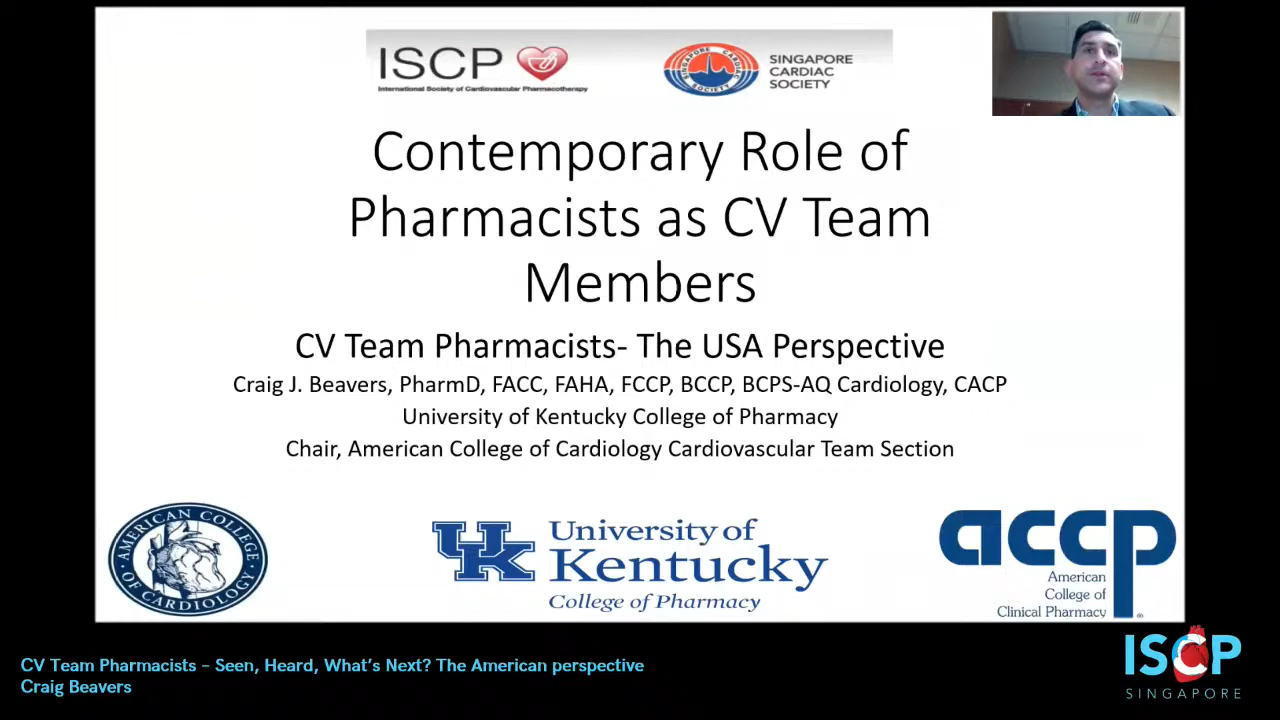 ISCP
International Society of Cardiovascular Pharmacotherapy
SINGAPORE CARDIAC
SOCIETY
SINGAPORE
CARDIAC
SOCIETY
Contemporary Role of
Pharmacists as CV Team
Members
CV Team Pharmacists- The USA Perspective
Craig J. Beavers, PharmD, FACC, FAHA, FCCP, BCCP, BCPS-AQ Cardiology, CACP
University of Kentucky College of Pharmacy
Chair, American College of Cardiology Cardiovascular Team Section
AMERICAN COLLEGE
OF CARDIOLOGY
UK
University of
Kentucky
College of Pharmacy
accp
American
College of
Clinical Pharmacy
®
CV Team Pharmacists – Seen, Heard, What's Next? The American perspective
Craig Beavers
ISCP
SINGAPORE